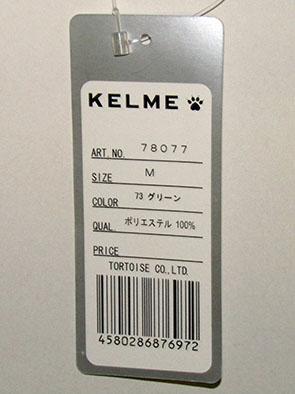 KELME
ART.NO. 78077
SIZE M
COLOR 73 グリーン
QUAL. ポリエステル 100%
PRICE
TORTOISE CO.,LTD.
4580286876972